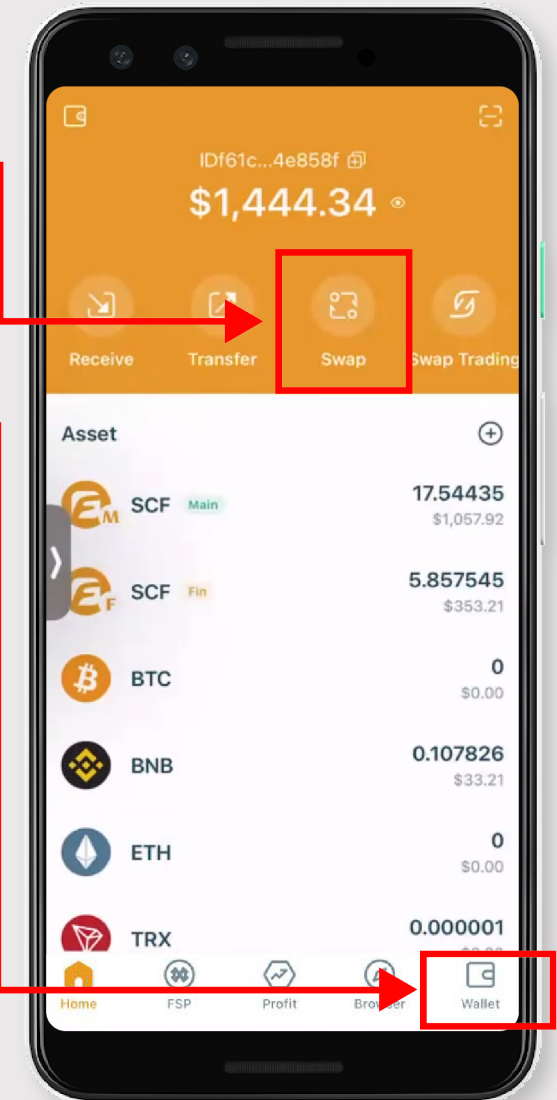 IDf61c...4e858f
$1,444.34
Receive Transfer Swap Swap Trading
Asset
M SCF Main 17.54435
$1,057.92
F SCF Fin 5.857545
$353.21
BTC 0
$0.00
BNB 0.107826
$33.21
ETH 0
$0.00
TRX 0.000001
Home FSP Profit Browser Wallet